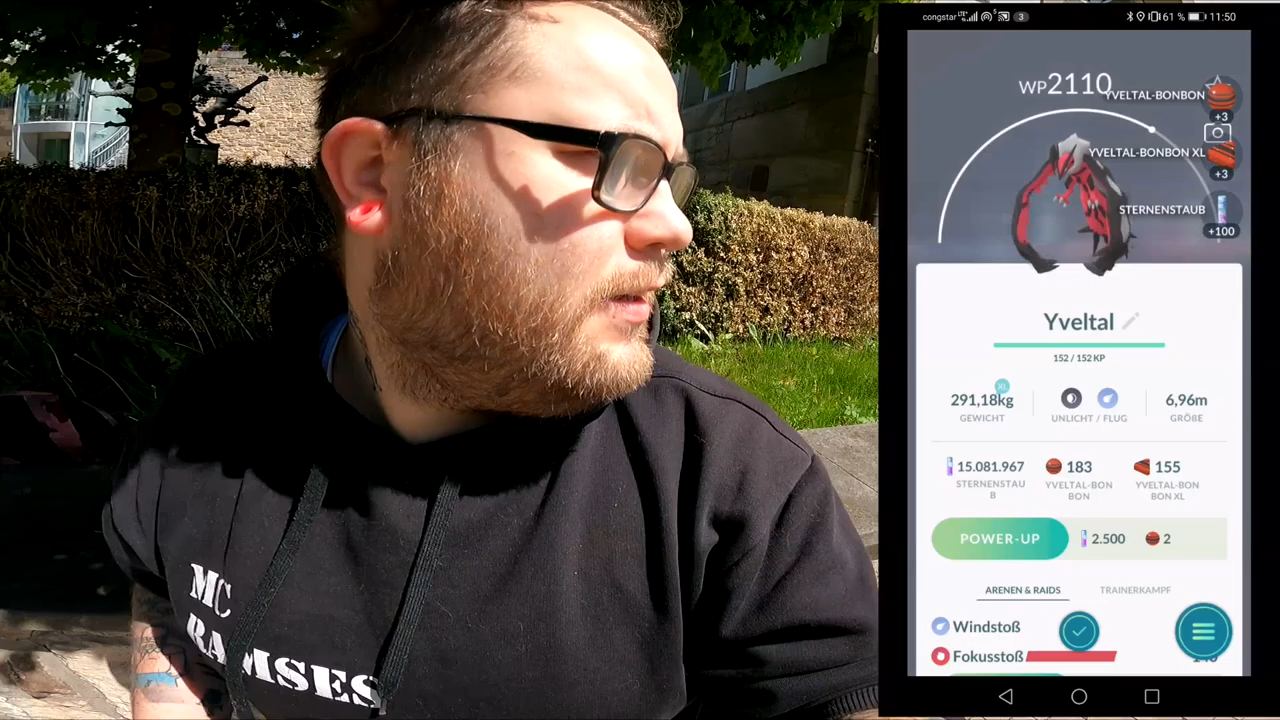 MC
RAMSES
congstar 3 61 % 11:50
WP2110
YVELTAL-BONBON
+3
YVELTAL-BONBON XL
+3
STERNENSTAUB
+100
Yveltal
152 / 152 KP
XL
291,18kg 6,96m
GEWICHT UNLICHT / FLUG GRÖßE
15.081.967 183 155
STERNENSTAU YVELTAL-BON YVELTAL-BON
B BON BON XL
POWER-UP 2.500 2
ARENEN & RAIDS TRAINERKAMPF
Windstoß
Fokusstoß